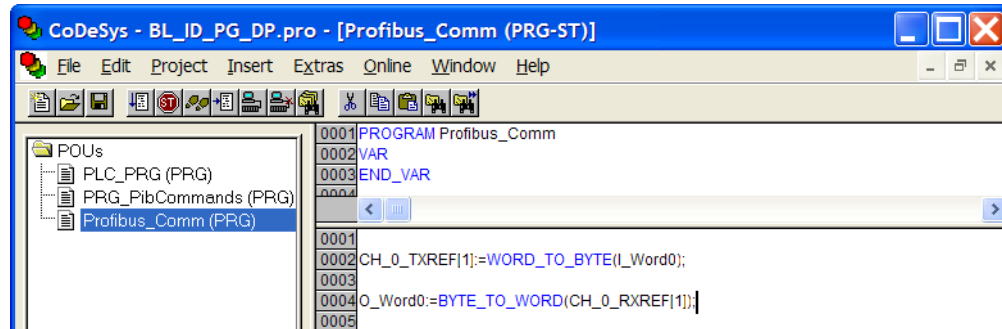 CoDeSys - BL_ID_PG_DP.pro - [Profibus_Comm (PRG-ST)]
File Edit Project Insert Extras Online Window Help
POUs
PLC_PRG (PRG)
PRG_PibCommands (PRG)
Profibus_Comm (PRG)
0001 PROGRAM Profibus_Comm
0002 VAR
0003 END_VAR
0004
0001
0002 CH_0_TXREF[1]:=WORD_TO_BYTE(I_Word0);
0003
0004 O_Word0:=BYTE_TO_WORD(CH_0_RXREF[1]);
0005